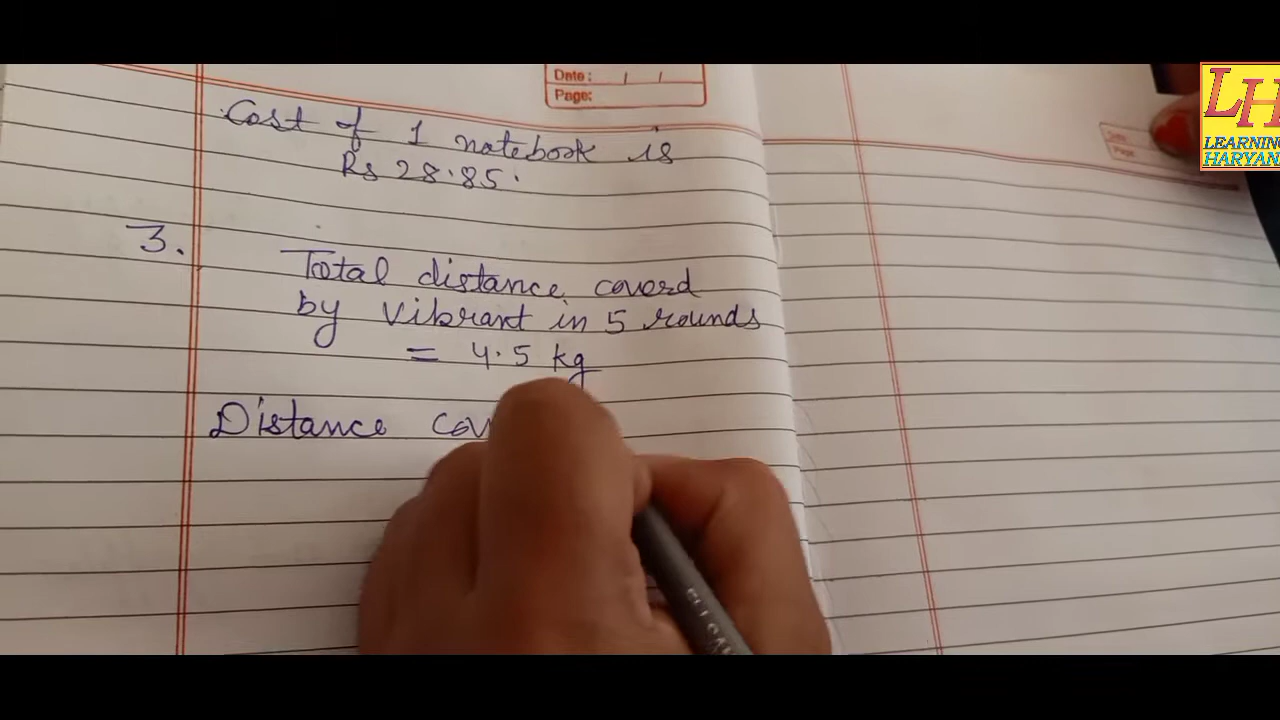 Date: / /
Page:
Cost of 1 notebook is
Rs 28.85.
3.
Total distance coverd
by vibrant in 5 rounds
= 4.5 kg
Distance cov
LH
LEARNING
HARYAN